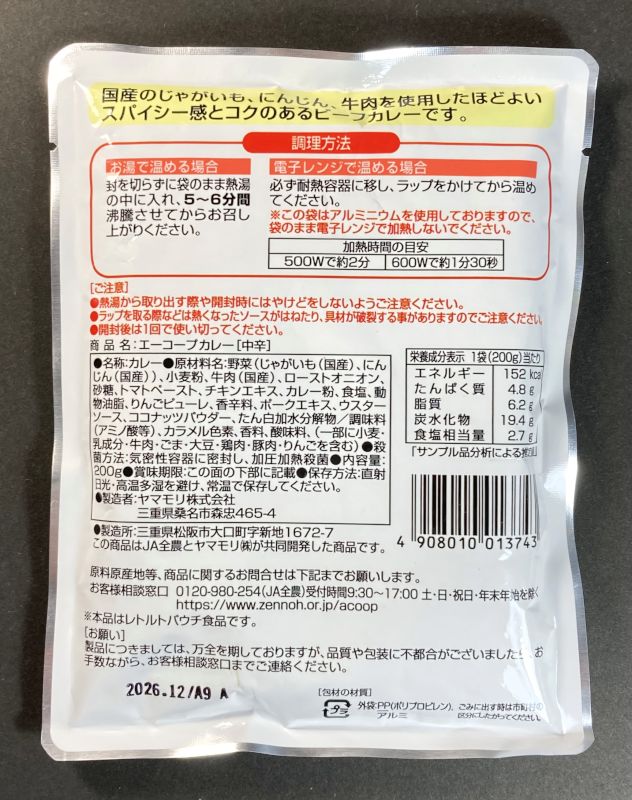 国産のじゃがいも、にんじん、牛肉を使用したほどよい
スパイシー感とコクのあるビーフカレーです。
調理方法
お湯で温める場合
封を切らずに袋のまま熱湯
の中に入れ、5〜6分間
沸騰させてからお召し
上がりください。
電子レンジで温める場合
必ず耐熱容器に移し、ラップをかけてから温め
てください。
※この袋はアルミニウムを使用しておりますので、
袋のまま電子レンジで加熱しないでください。
加熱時間の目安
500Wで約2分 600Wで約1分30秒
[ご注意]
●熱湯から取り出す際や開封時にはやけどをしないようご注意ください。
●ラップを取る際などは熱くなったソースがはねたり、具材が破裂する事がありますのでご注意ください。
●開封後は1回で使い切ってください。
商品名:エーコープカレー[中辛]
●名称:カレー●原材料名:野菜(じゃがいも(国産)、にん
じん(国産))、小麦粉、牛肉(国産)、ローストオニオン、
砂糖、トマトペースト、チキンエキス、カレー粉、食塩、動
物油脂、りんごピューレ、香辛料、ポークエキス、ウスター
ソース、ココナッツパウダー、たん白加水分解物/調味料
(アミノ酸等)、カラメル色素、香料、酸味料、(一部に小麦・
乳成分・牛肉・ごま・大豆・鶏肉・豚肉・りんごを含む)●殺
菌方法:気密性容器に密封し、加圧加熱殺菌●内容量:
200g●賞味期限:この面の下部に記載●保存方法:直射
日光・高温多湿を避け、常温で保存してください。
●製造者:ヤマモリ株式会社
三重県桑名市森忠465-4
●製造所:三重県松阪市大口町字新地1672-7
この商品はJA全農とヤマモリ㈱が共同開発した商品です。
栄養成分表示 1袋(200g)当たり
エネルギー 152 kcal
たんぱく質 4.8 g
脂質 6.2 g
炭水化物 19.4 g
食塩相当量 2.7 g
「サンプル品分析による推
4 908010 013743
原料原産地等、商品に関するお問合せは下記までお願いします。
お客様相談窓口 0120-980-254(JA全農)受付時間9:30〜17:00 土・日・祝日・年末年始を除く
https://www.zennoh.or.jp/acoop
※本品はレトルトパウチ食品です。
[お願い]
製品につきましては、万全を期しておりますが、品質や包装に不都合がございましたら、お
手数ながら、お客様相談窓口までご連絡ください。
2026.12/A9 A
[包材の材質]
プラ
外袋:PP(ポリプロピレン)、
アルミ
ごみに出す時は市町村の
区分にしたがってください。